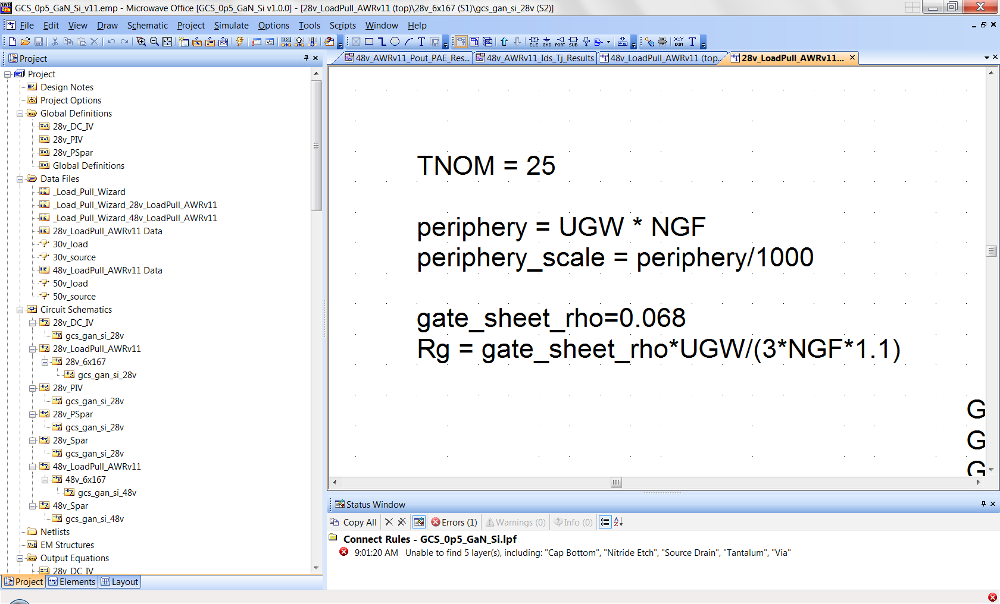 GCS_0p5_GaN_Si_v11.emp - Microwave Office [GCS_0p5_GaN_Si v1.0.0] - [28v_LoadPull_AWRv11 (top)\28v_6x167 (S1)\gcs_gan_si_28v (S2)]
File Edit View Draw Schematic Project Simulate Options Tools Scripts Window Help
Project
48v_AWRv11_Pout_PAE_Res... 48v_AWRv11_Ids_Tj_Results 48v_LoadPull_AWRv11 (top... 28v_LoadPull_AWRv11...
Project
Design Notes
Project Options
Global Definitions
28v_DC_IV
28v_PIV
28v_PSpar
Global Definitions
Data Files
_Load_Pull_Wizard
_Load_Pull_Wizard_28v_LoadPull_AWRv11
_Load_Pull_Wizard_48v_LoadPull_AWRv11
28v_LoadPull_AWRv11 Data
30v_load
30v_source
48v_LoadPull_AWRv11 Data
50v_load
50v_source
Circuit Schematics
28v_DC_IV
gcs_gan_si_28v
28v_LoadPull_AWRv11
28v_6x167
gcs_gan_si_28v
28v_PIV
gcs_gan_si_28v
28v_PSpar
gcs_gan_si_28v
28v_Spar
gcs_gan_si_28v
48v_LoadPull_AWRv11
48v_6x167
gcs_gan_si_48v
48v_Spar
gcs_gan_si_48v
Netlists
EM Structures
Output Equations
28v_DC_IV
Project Elements Layout
TNOM = 25
periphery = UGW * NGF
periphery_scale = periphery/1000
gate_sheet_rho=0.068
Rg = gate_sheet_rho*UGW/(3*NGF*1.1)
G
G
G
Status Window
Copy All Errors (1) Warnings (0) Info (0)
Connect Rules - GCS_0p5_GaN_Si.lpf
9:01:20 AM Unable to find 5 layer(s), including: "Cap Bottom", "Nitride Etch", "Source Drain", "Tantalum", "Via"